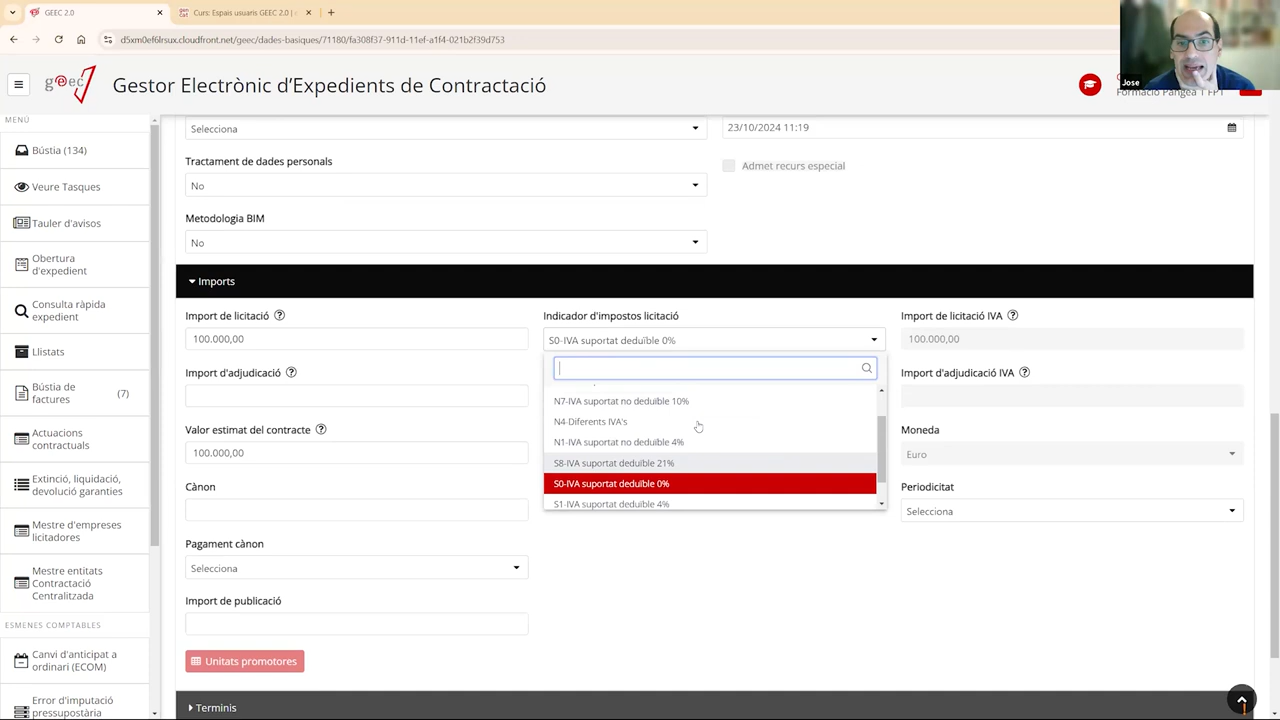 GEEC 2.0
Curs: Espais usuaris GEEC 2.0 | e
d5xm0ef6lrsux.cloudfront.net/geec/dades-basiques/71180/fa308f37-911d-11ef-a1f4-021b2f39d753
geec
Gestor Electrònic d'Expedients de Contractació
Formació Pangea 1 FPT
Jose
MENÚ
Bústia (134)
Veure Tasques
Tauler d'avisos
Obertura
d'expedient
Consulta ràpida
expedient
Llistats
Bústia de
factures
(7)
Actuacions
contractuals
Extinció, liquidació,
devolució garanties
Mestre d'empreses
licitadores
Mestre entitats
Contractació
Centralitzada
ESMENES COMPTABLES
Canvi d'anticipat a
ordinari (ECOM)
Error d'imputació
pressupostària
Selecciona
23/10/2024 11:19
Tractament de dades personals
No
Admet recurs especial
Metodologia BIM
No
Imports
Import de licitació
100.000,00
Indicador d'impostos licitació
S0-IVA suportat deduïble 0%
Import de licitació IVA
100.000,00
N7-IVA suportat no deduïble 10%
N4-Diferents IVA's
N1-IVA suportat no deduïble 4%
S8-IVA suportat deduïble 21%
S0-IVA suportat deduïble 0%
S1-IVA suportat deduïble 4%
Import d'adjudicació
Import d'adjudicació IVA
Valor estimat del contracte
100.000,00
Moneda
Euro
Cànon
Periodicitat
Selecciona
Pagament cànon
Selecciona
Import de publicació
Unitats promotores
Terminis